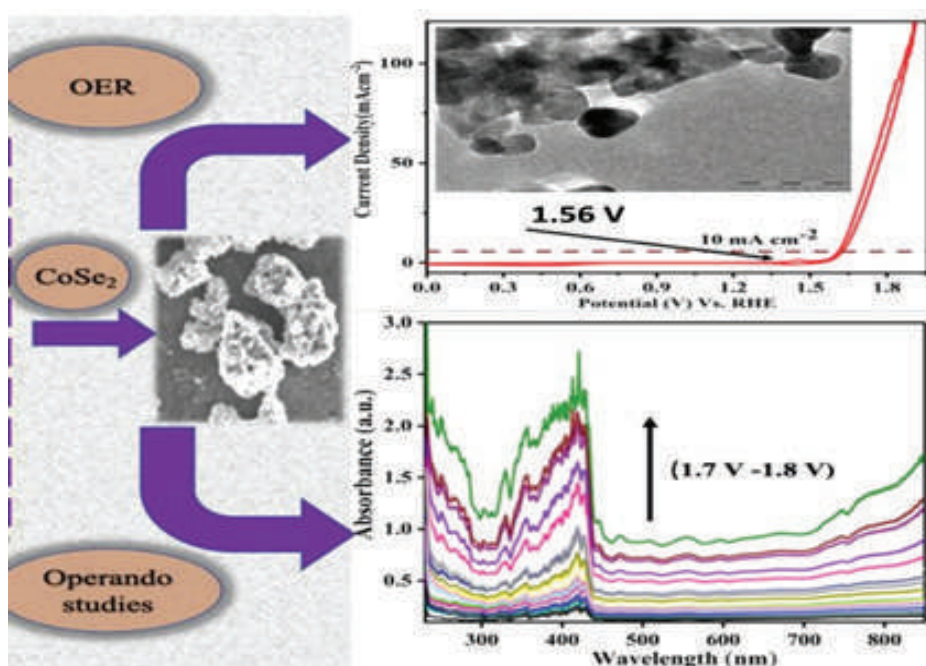 OER
CoSe₂
Operando
studies
Current Density(mAcm⁻²)
100
50
0
1.56 V
10 mA cm⁻²
0.0 0.3 0.6 0.9 1.2 1.5 1.8
Potential (V) Vs. RHE
Absorbance (a.u.)
3.0
2.5
2.0
1.5
1.0
0.5
(1.7 V -1.8 V)
300 400 500 600 700 800
Wavelength (nm)